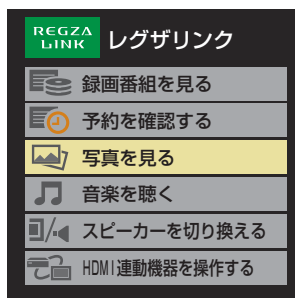 REGZA
LINK
レグザリンク
録画番組を見る
予約を確認する
写真を見る
音楽を聴く
スピーカーを切り換える
HDMI連動機器を操作する